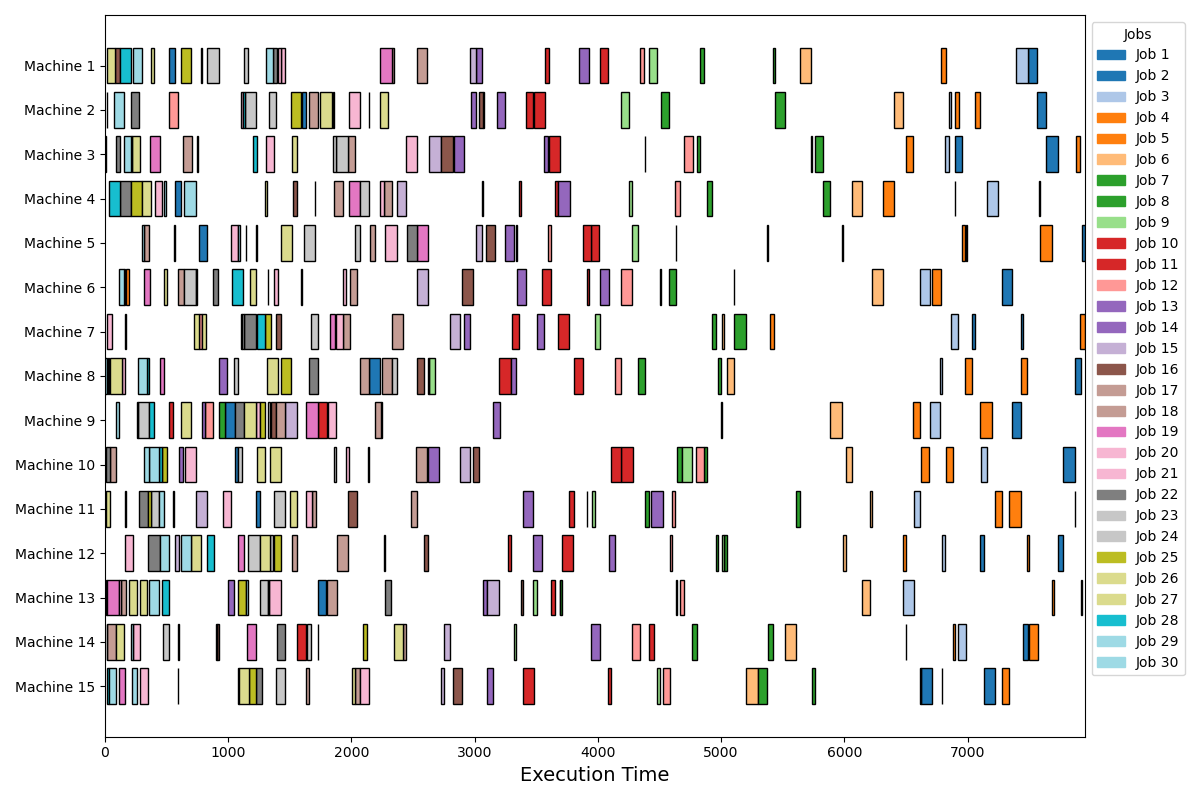 Machine 1
Machine 2
Machine 3
Machine 4
Machine 5
Machine 6
Machine 7
Machine 8
Machine 9
Machine 10
Machine 11
Machine 12
Machine 13
Machine 14
Machine 15
0 1000 2000 3000 4000 5000 6000 7000
Execution Time
Jobs
Job 1
Job 2
Job 3
Job 4
Job 5
Job 6
Job 7
Job 8
Job 9
Job 10
Job 11
Job 12
Job 13
Job 14
Job 15
Job 16
Job 17
Job 18
Job 19
Job 20
Job 21
Job 22
Job 23
Job 24
Job 25
Job 26
Job 27
Job 28
Job 29
Job 30